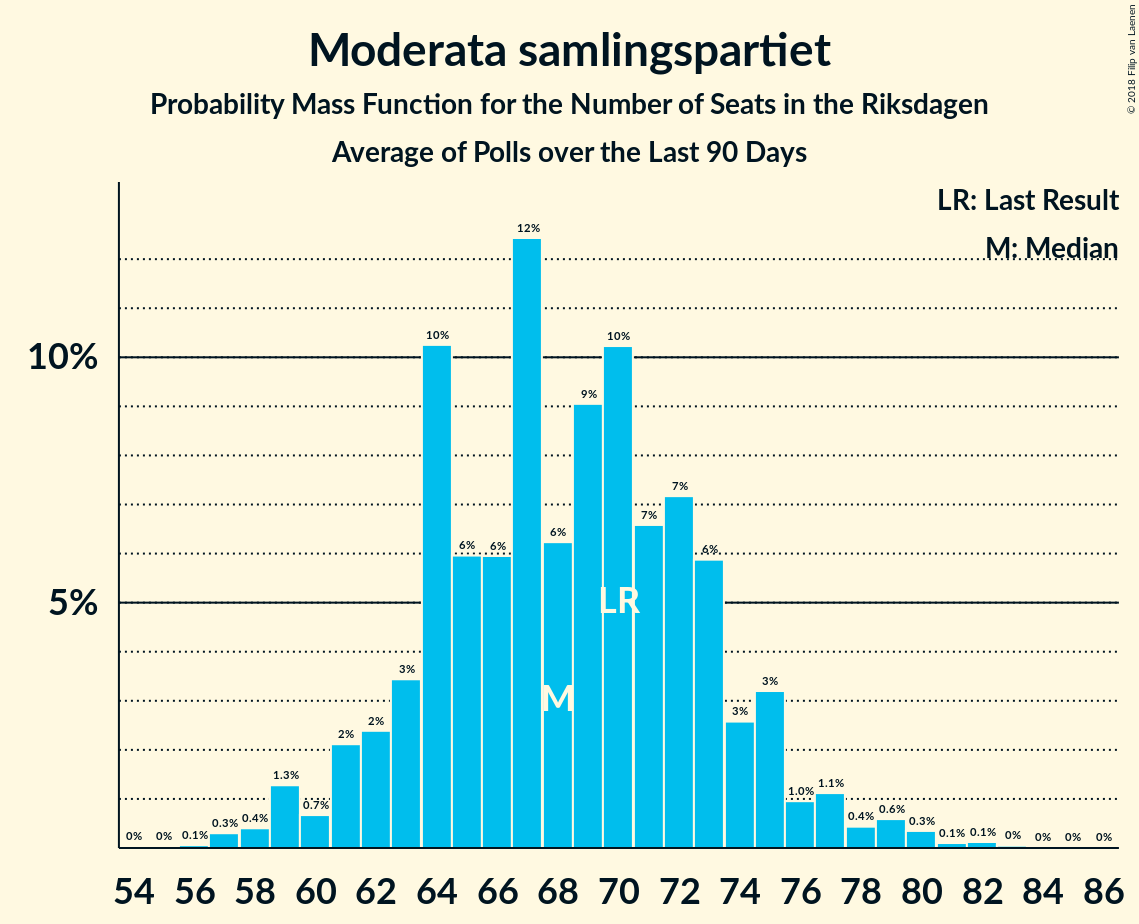 Moderata samlingspartiet
Probability Mass Function for the Number of Seats in the Riksdagen
Average of Polls over the Last 90 Days
© 2018 Filip van Laenen
LR: Last Result
M: Median
10%
5%
0% 0% 0.1% 0.3% 0.4% 1.3% 0.7% 2% 2% 3% 10% 6% 6% 12% 6% 9% 10% 7% 7% 6% 3% 3% 1.0% 1.1% 0.4% 0.6% 0.3% 0.1% 0.1% 0% 0% 0% 0%
LR
M
54 56 58 60 62 64 66 68 70 72 74 76 78 80 82 84 86